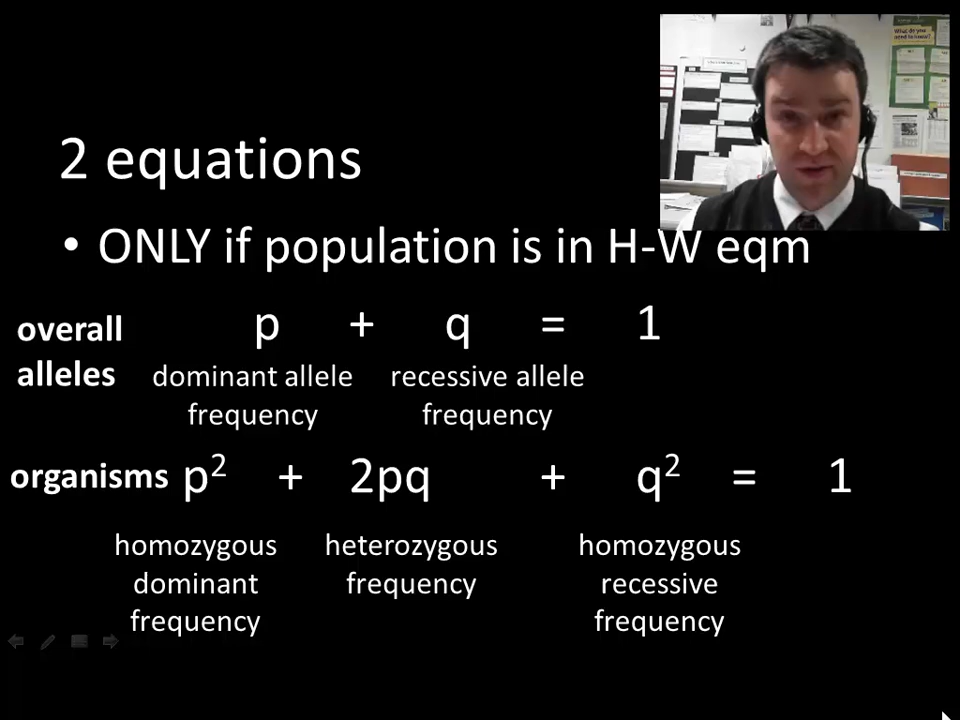 2 equations
• ONLY if population is in H-W eqm
overall alleles
p + q = 1
dominant allele frequency
recessive allele frequency
organisms p² + 2pq + q² = 1
homozygous dominant frequency
heterozygous frequency
homozygous recessive frequency